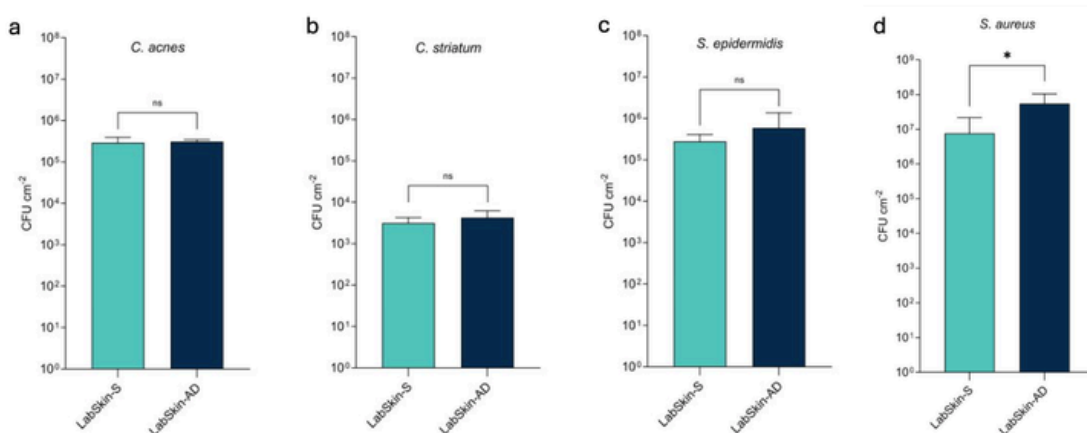 a
C. acnes
CFU cm⁻²
10⁸
10⁷
10⁶
10⁵
10⁴
10³
10²
10¹
10⁰
ns
LabSkin-S
LabSkin-AD
b
C. striatum
CFU cm⁻²
10⁸
10⁷
10⁶
10⁵
10⁴
10³
10²
10¹
10⁰
ns
LabSkin-S
LabSkin-AD
c
S. epidermidis
CFU cm⁻²
10⁸
10⁷
10⁶
10⁵
10⁴
10³
10²
10¹
10⁰
ns
LabSkin-S
LabSkin-AD
d
S. aureus
CFU cm⁻²
10⁹
10⁸
10⁷
10⁶
10⁵
10⁴
10³
10²
10¹
10⁰
*
LabSkin-S
LabSkin-AD